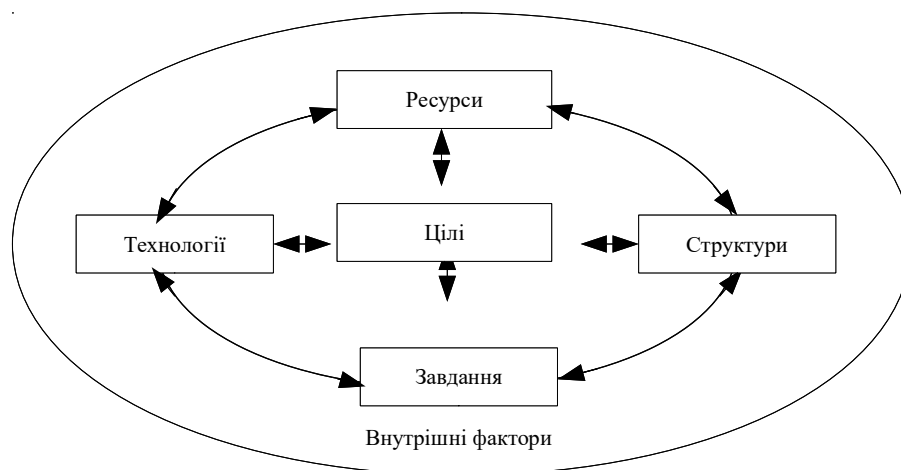 Ресурси
Технології
Цілі
Структури
Завдання
Внутрішні фактори